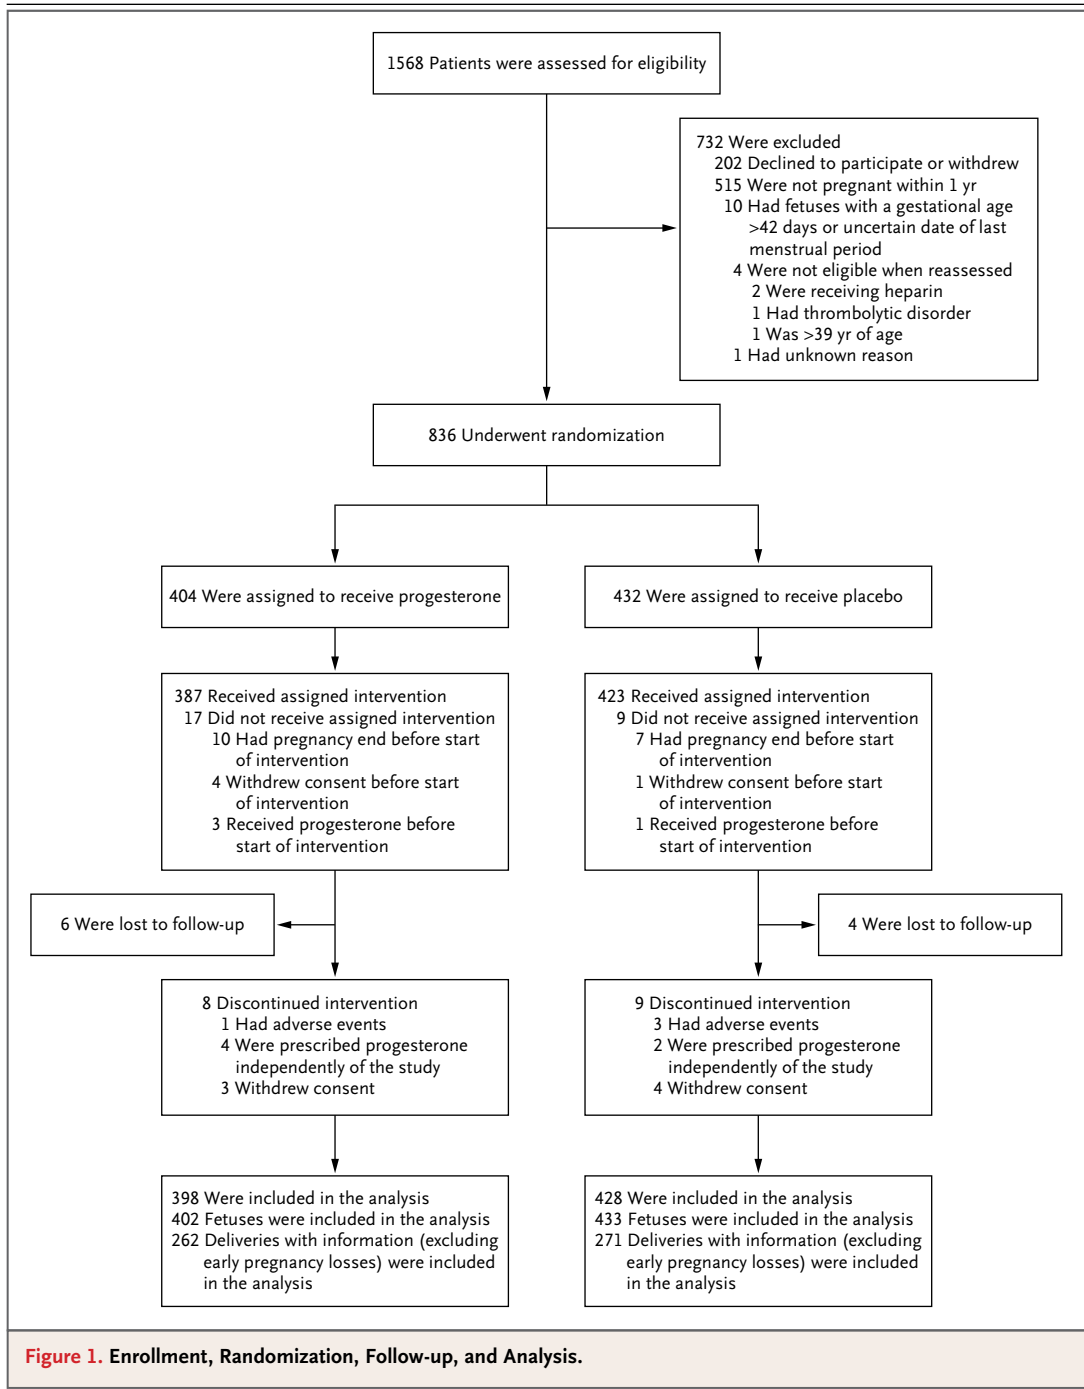 1568 Patients were assessed for eligibility
732 Were excluded
202 Declined to participate or withdrew
515 Were not pregnant within 1 yr
10 Had fetuses with a gestational age
>42 days or uncertain date of last
menstrual period
4 Were not eligible when reassessed
2 Were receiving heparin
1 Had thrombolytic disorder
1 Was >39 yr of age
1 Had unknown reason
836 Underwent randomization
404 Were assigned to receive progesterone
432 Were assigned to receive placebo
387 Received assigned intervention
17 Did not receive assigned intervention
10 Had pregnancy end before start
of intervention
4 Withdrew consent before start
of intervention
3 Received progesterone before
start of intervention
423 Received assigned intervention
9 Did not receive assigned intervention
7 Had pregnancy end before start
of intervention
1 Withdrew consent before start
of intervention
1 Received progesterone before
start of intervention
6 Were lost to follow-up
4 Were lost to follow-up
8 Discontinued intervention
1 Had adverse events
4 Were prescribed progesterone
independently of the study
3 Withdrew consent
9 Discontinued intervention
3 Had adverse events
2 Were prescribed progesterone
independently of the study
4 Withdrew consent
398 Were included in the analysis
402 Fetuses were included in the analysis
262 Deliveries with information (excluding
early pregnancy losses) were included
in the analysis
428 Were included in the analysis
433 Fetuses were included in the analysis
271 Deliveries with information (excluding
early pregnancy losses) were included
in the analysis
Figure 1. Enrollment, Randomization, Follow-up, and Analysis.